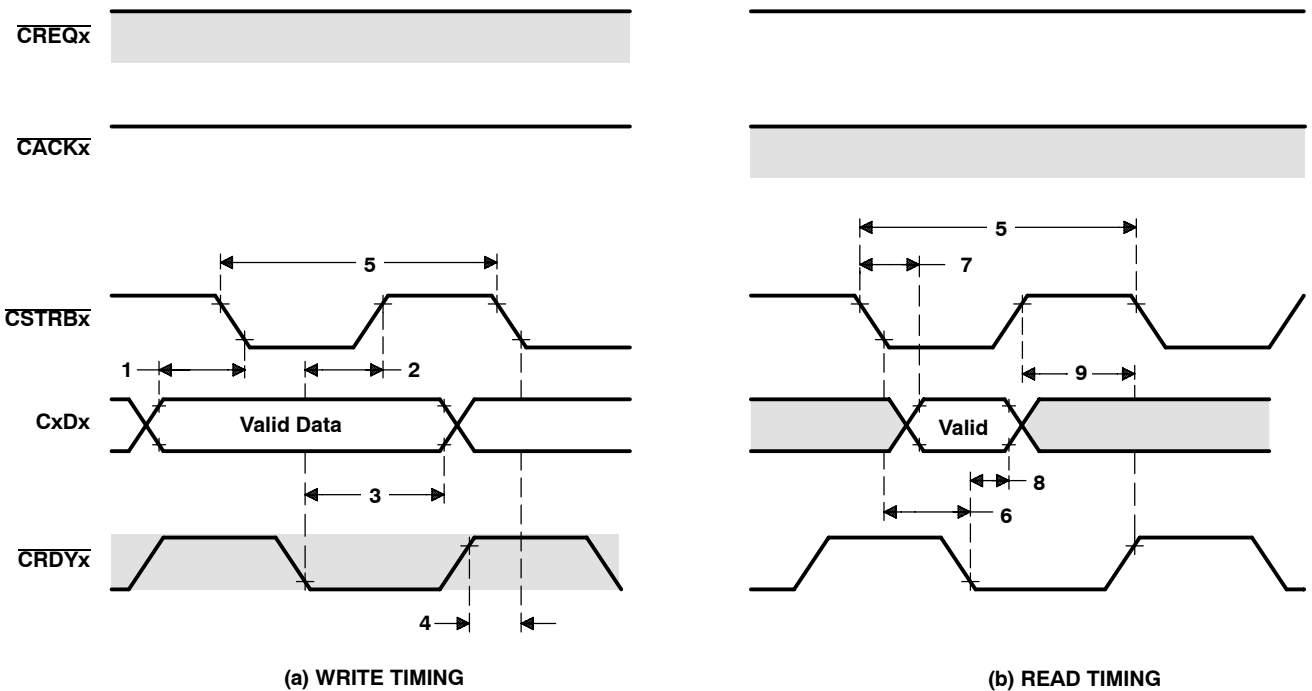 CREQx
CACKx
5
5
7
CSTRBx
1
2
9
CxDx
Valid Data
Valid
3
8
6
CRDYx
4
(a) WRITE TIMING
(b) READ TIMING